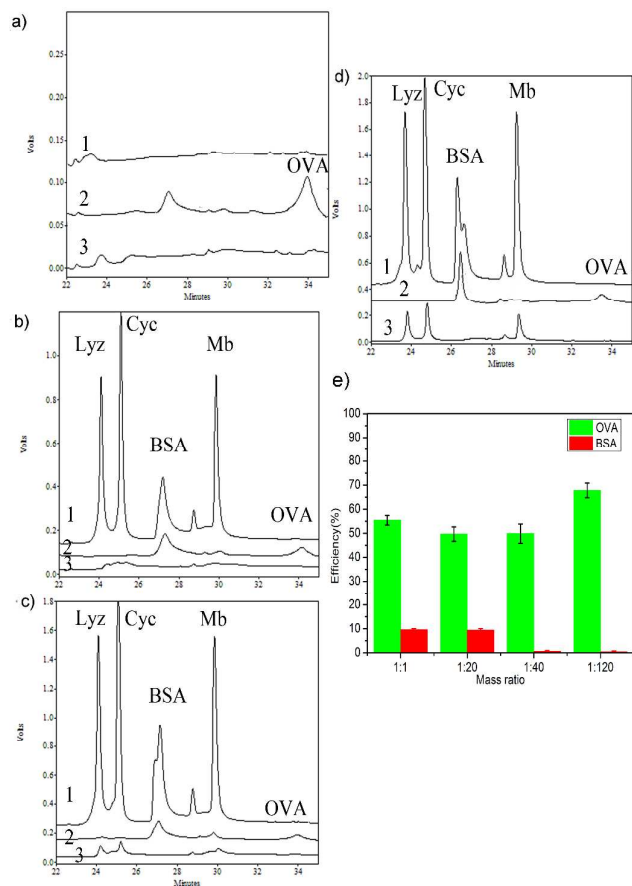 a)
0.25
0.20
0.15
0.10
0.05
0.00
Volts
1
2
3
OVA
22 24 26 28 30 32 34
Minutes
b)
1.0
0.8
0.6
0.4
0.2
0.0
Volts
Lyz
Cyc
BSA
Mb
OVA
1
2
3
22 24 26 28 30 32 34
Minutes
c)
1.8
1.6
1.4
1.2
1.0
0.8
0.6
0.4
0.2
0.0
Volts
Lyz
Cyc
BSA
Mb
OVA
1
2
3
22 24 26 28 30 32 34
Minutes
d)
2.0
1.8
1.6
1.4
1.2
1.0
0.8
0.6
0.4
0.2
0.0
Volts
Lyz
Cyc
BSA
Mb
OVA
1
2
3
22 24 26 28 30 32 34
Minutes
e)
100
90
80
70
60
50
40
30
20
10
0
Efficiency(%)
OVA
BSA
1:1 1:20 1:40 1:120
Mass ratio